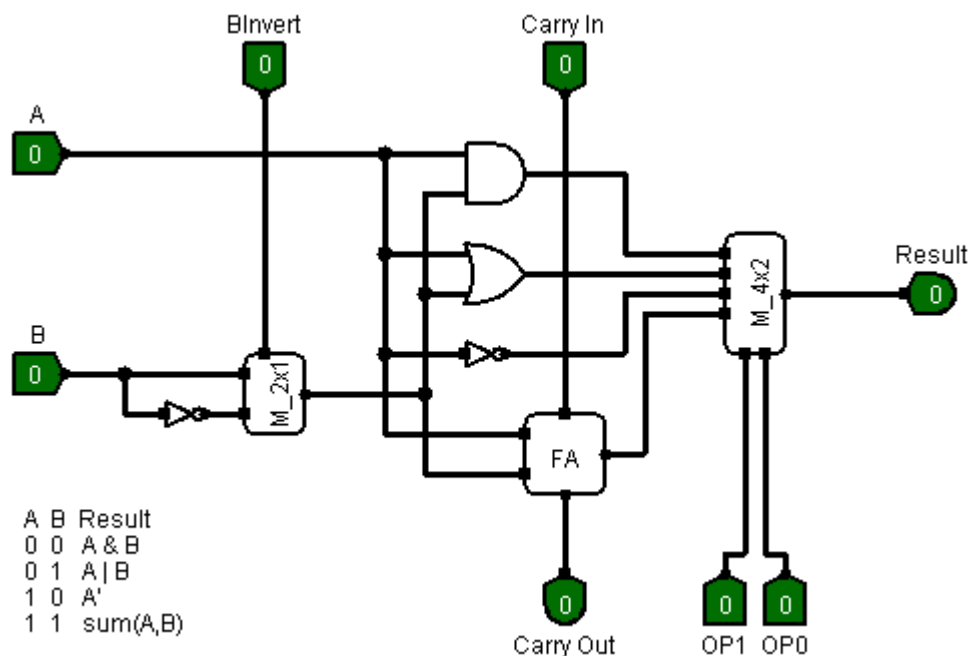 BInvert
Carry In
0
0
A
0
Result
M_4x2
0
B
0
M_2x1
FA
A B Result
0 0 A & B
0 1 A | B
1 0 A'
1 1 sum(A,B)
0
0
0
Carry Out
OP1
OP0